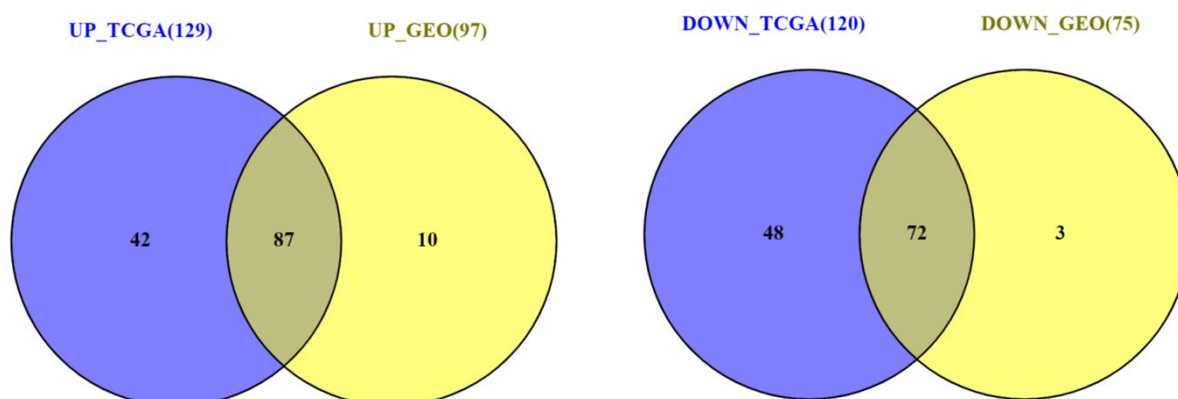 UP_TCGA(129) UP_GEO(97)
42 87 10
DOWN_TCGA(120) DOWN_GEO(75)
48 72 3